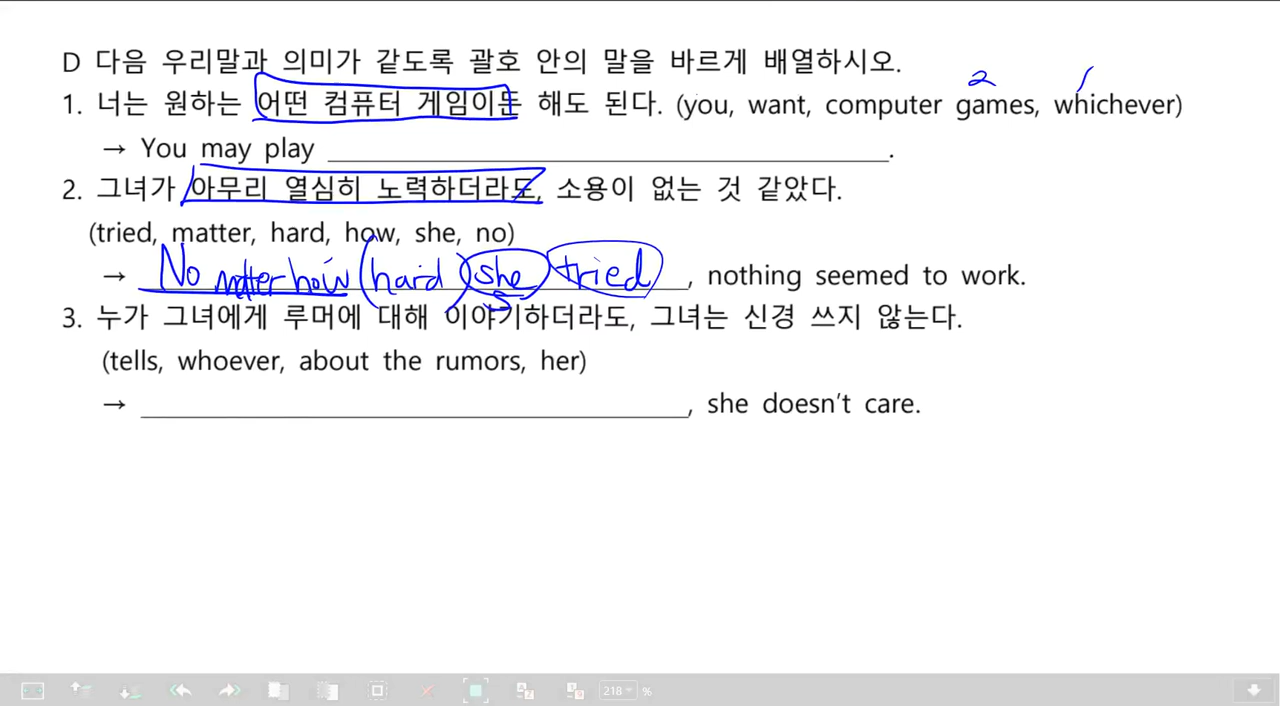 D 다음 우리말과 의미가 같도록 괄호 안의 말을 바르게 배열하시오.
2 1
1. 너는 원하는 어떤 컴퓨터 게임이든 해도 된다. (you, want, computer games, whichever)
→ You may play ______________________.
2. 그녀가 아무리 열심히 노력하더라도, 소용이 없는 것 같았다.
(tried, matter, hard, how, she, no)
→ No matter how (hard) she tried, nothing seemed to work.
S
3. 누가 그녀에게 루머에 대해 이야기하더라도, 그녀는 신경 쓰지 않는다.
(tells, whoever, about the rumors, her)
→ ______________________, she doesn't care.
218 %